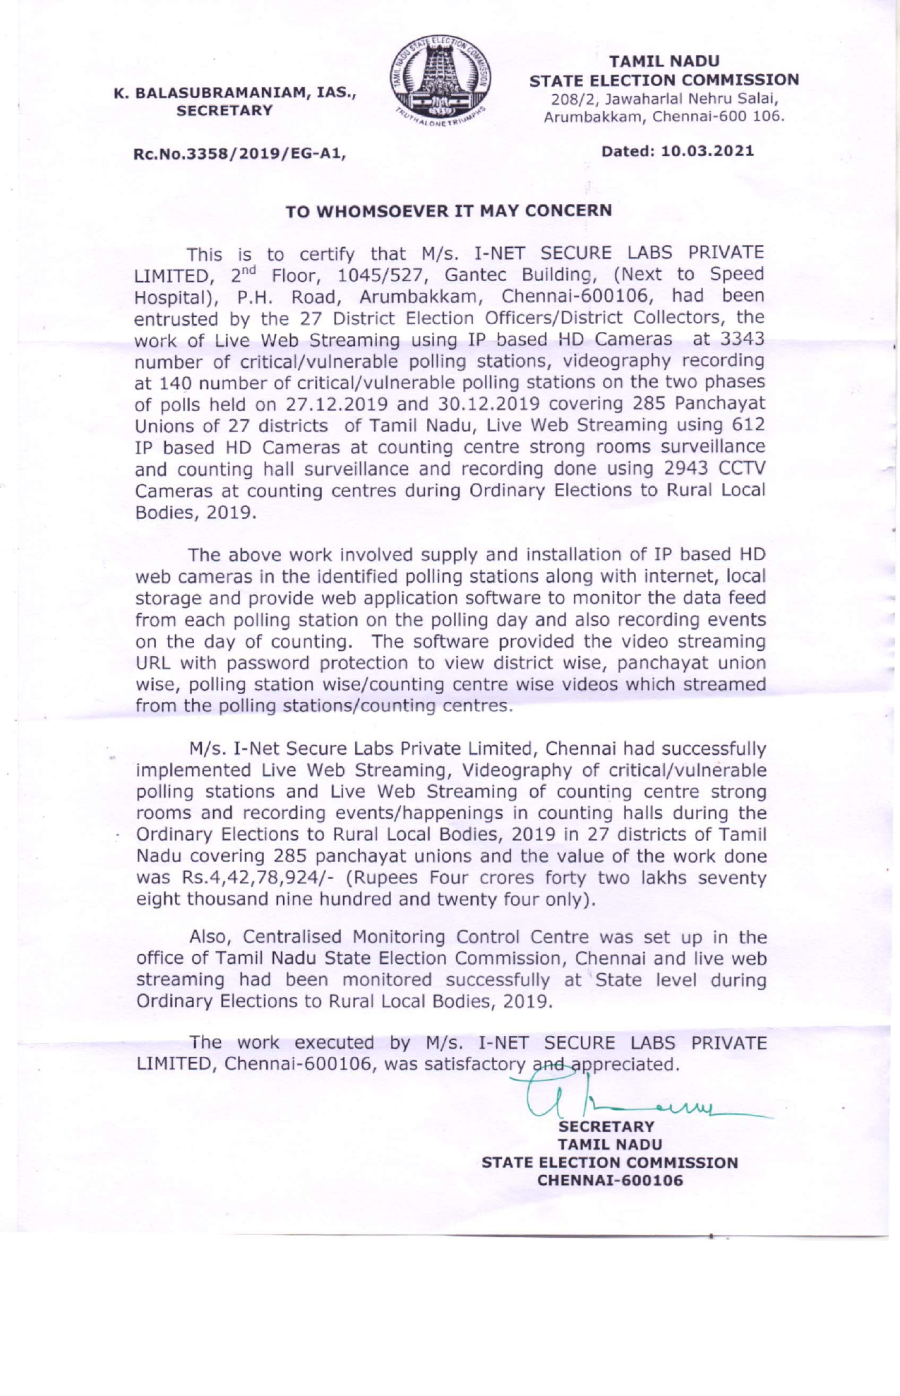 K. BALASUBRAMANIAM, IAS.,
SECRETARY
TAMIL NADU STATE ELECTION COMMISSION
TRUTH ALONE TRIUMPHS
TAMIL NADU
STATE ELECTION COMMISSION
208/2, Jawaharlal Nehru Salai,
Arumbakkam, Chennai-600 106.
Rc.No.3358/2019/EG-A1,
Dated: 10.03.2021
TO WHOMSOEVER IT MAY CONCERN
This is to certify that M/s. I-NET SECURE LABS PRIVATE
LIMITED, 2nd Floor, 1045/527, Gantec Building, (Next to Speed
Hospital), P.H. Road, Arumbakkam, Chennai-600106, had been
entrusted by the 27 District Election Officers/District Collectors, the
work of Live Web Streaming using IP based HD Cameras at 3343
number of critical/vulnerable polling stations, videography recording
at 140 number of critical/vulnerable polling stations on the two phases
of polls held on 27.12.2019 and 30.12.2019 covering 285 Panchayat
Unions of 27 districts of Tamil Nadu, Live Web Streaming using 612
IP based HD Cameras at counting centre strong rooms surveillance
and counting hall surveillance and recording done using 2943 CCTV
Cameras at counting centres during Ordinary Elections to Rural Local
Bodies, 2019.
The above work involved supply and installation of IP based HD
web cameras in the identified polling stations along with internet, local
storage and provide web application software to monitor the data feed
from each polling station on the polling day and also recording events
on the day of counting. The software provided the video streaming
URL with password protection to view district wise, panchayat union
wise, polling station wise/counting centre wise videos which streamed
from the polling stations/counting centres.
M/s. I-Net Secure Labs Private Limited, Chennai had successfully
implemented Live Web Streaming, Videography of critical/vulnerable
polling stations and Live Web Streaming of counting centre strong
rooms and recording events/happenings in counting halls during the
Ordinary Elections to Rural Local Bodies, 2019 in 27 districts of Tamil
Nadu covering 285 panchayat unions and the value of the work done
was Rs.4,42,78,924/- (Rupees Four crores forty two lakhs seventy
eight thousand nine hundred and twenty four only).
Also, Centralised Monitoring Control Centre was set up in the
office of Tamil Nadu State Election Commission, Chennai and live web
streaming had been monitored successfully at State level during
Ordinary Elections to Rural Local Bodies, 2019.
The work executed by M/s. I-NET SECURE LABS PRIVATE
LIMITED, Chennai-600106, was satisfactory and appreciated.
SECRETARY
TAMIL NADU
STATE ELECTION COMMISSION
CHENNAI-600106